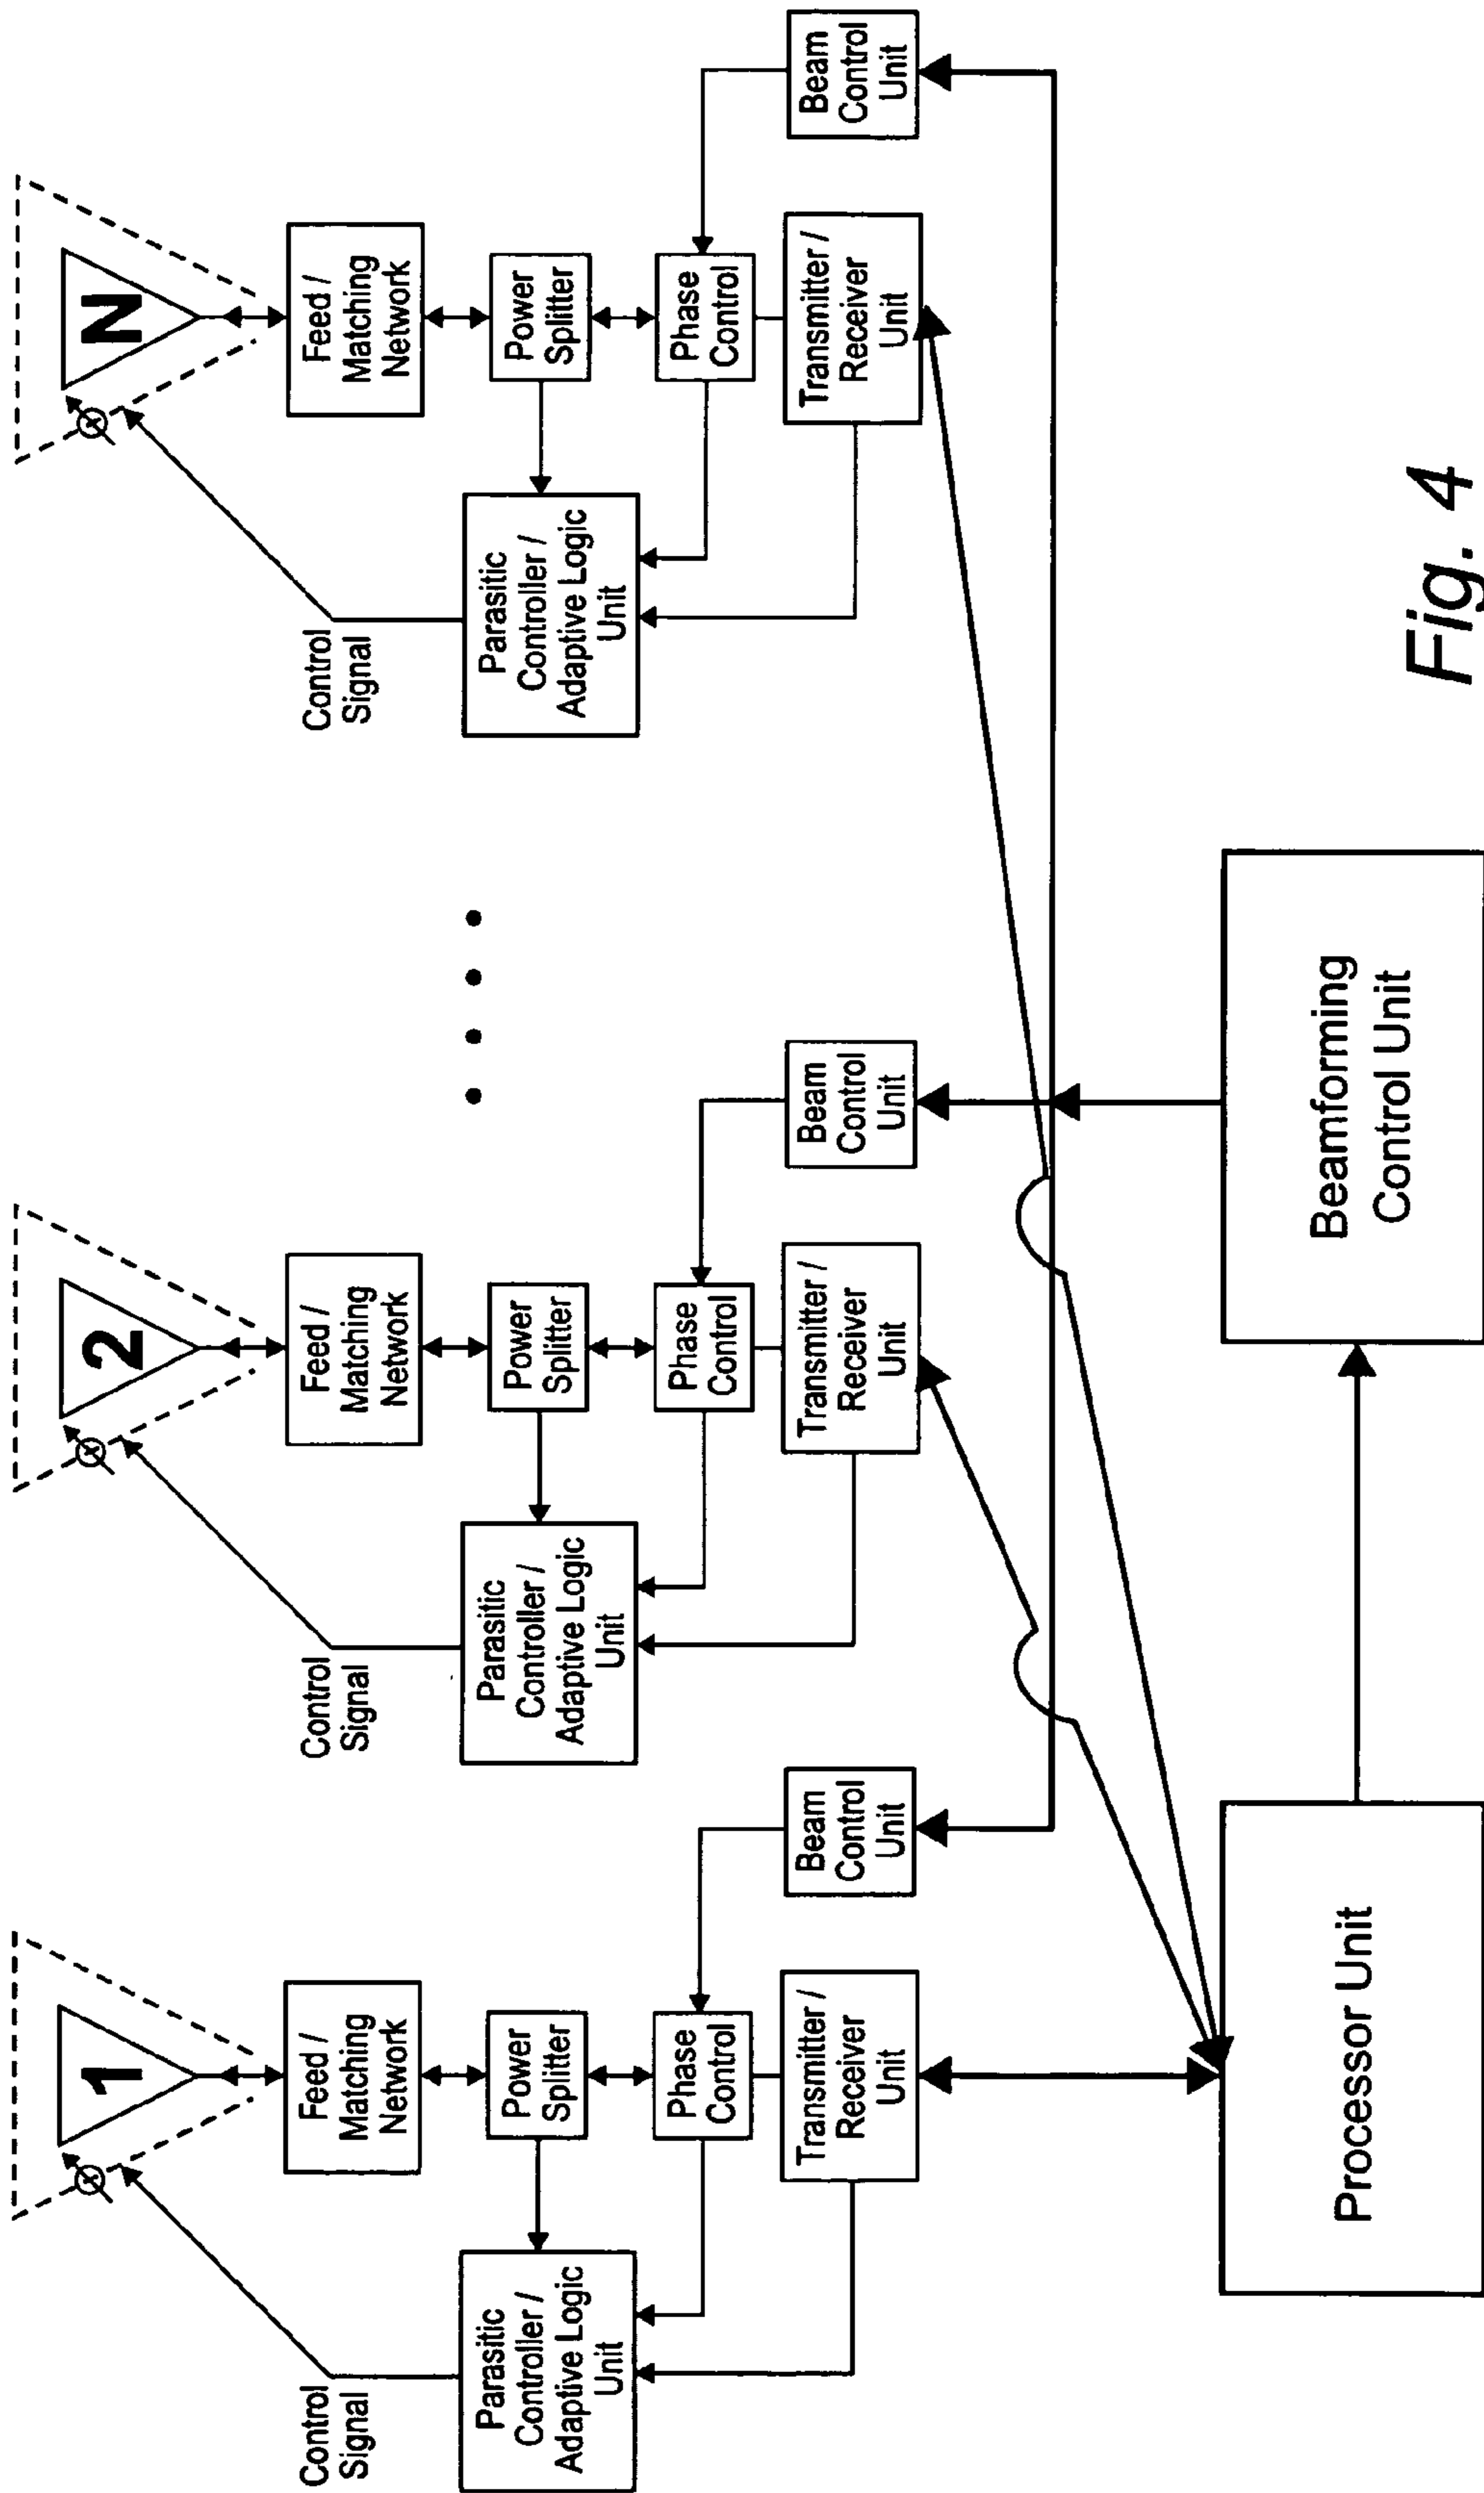 1
Feed /
Matching
Network
Power
Splitter
Phase
Control
Transmitter /
Receiver
Unit
Beam
Control
Unit
Control
Signal
Parasitic
Controller /
Adaptive Logic
Unit
2
Feed /
Matching
Network
Power
Splitter
Phase
Control
Transmitter /
Receiver
Unit
Beam
Control
Unit
Control
Signal
Parasitic
Controller /
Adaptive Logic
Unit
N
Feed /
Matching
Network
Power
Splitter
Phase
Control
Transmitter /
Receiver
Unit
Beam
Control
Unit
Control
Signal
Parasitic
Controller /
Adaptive Logic
Unit
Processor Unit
Beamforming
Control Unit
Fig. 4